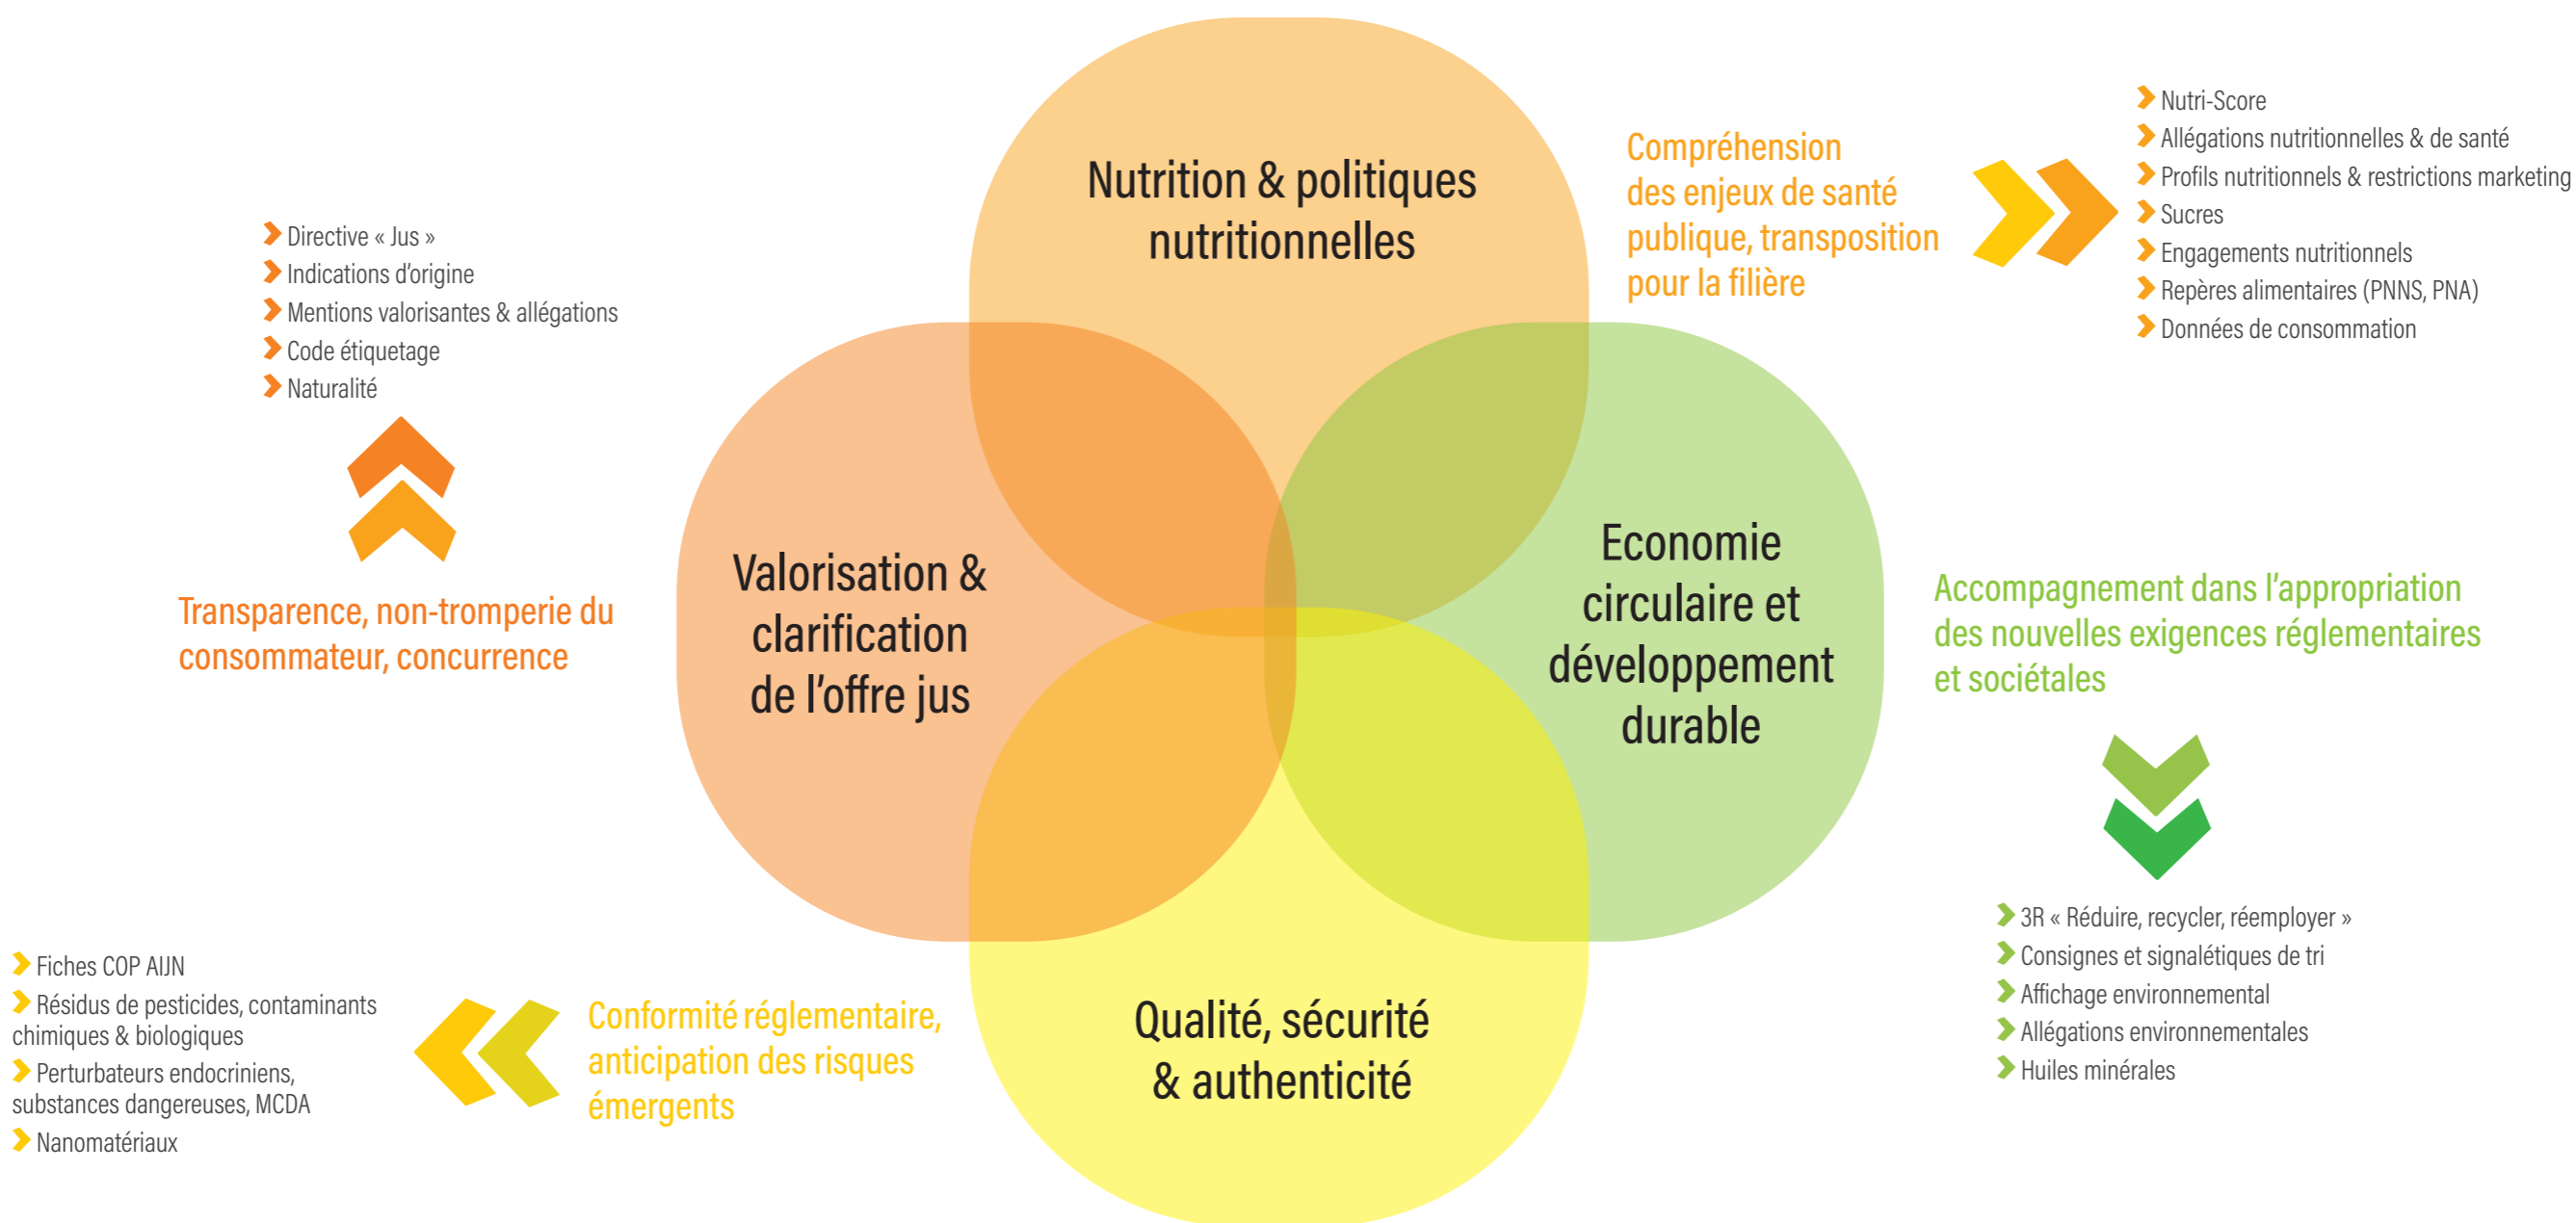 Nutrition & politiques
nutritionnelles
Compréhension
des enjeux de santé
publique, transposition
pour la filière
Nutri-Score
Allégations nutritionnelles & de santé
Profils nutritionnels & restrictions marketing
Sucres
Engagements nutritionnels
Repères alimentaires (PNNS, PNA)
Données de consommation
Directive « Jus »
Indications d’origine
Mentions valorisantes & allégations
Code étiquetage
Naturalité
Transparence, non-tromperie du
consommateur, concurrence
Valorisation &
clarification
de l’offre jus
Economie
circulaire et
développement
durable
Accompagnement dans l’appropriation
des nouvelles exigences réglementaires
et sociétales
3R « Réduire, recycler, réemployer »
Consignes et signalétiques de tri
Affichage environnemental
Allégations environnementales
Huiles minérales
Qualité, sécurité
& authenticité
Conformité réglementaire,
anticipation des risques
émergents
Fiches COP AIJN
Résidus de pesticides, contaminants
chimiques & biologiques
Perturbateurs endocriniens,
substances dangereuses, MCDA
Nanomatériaux